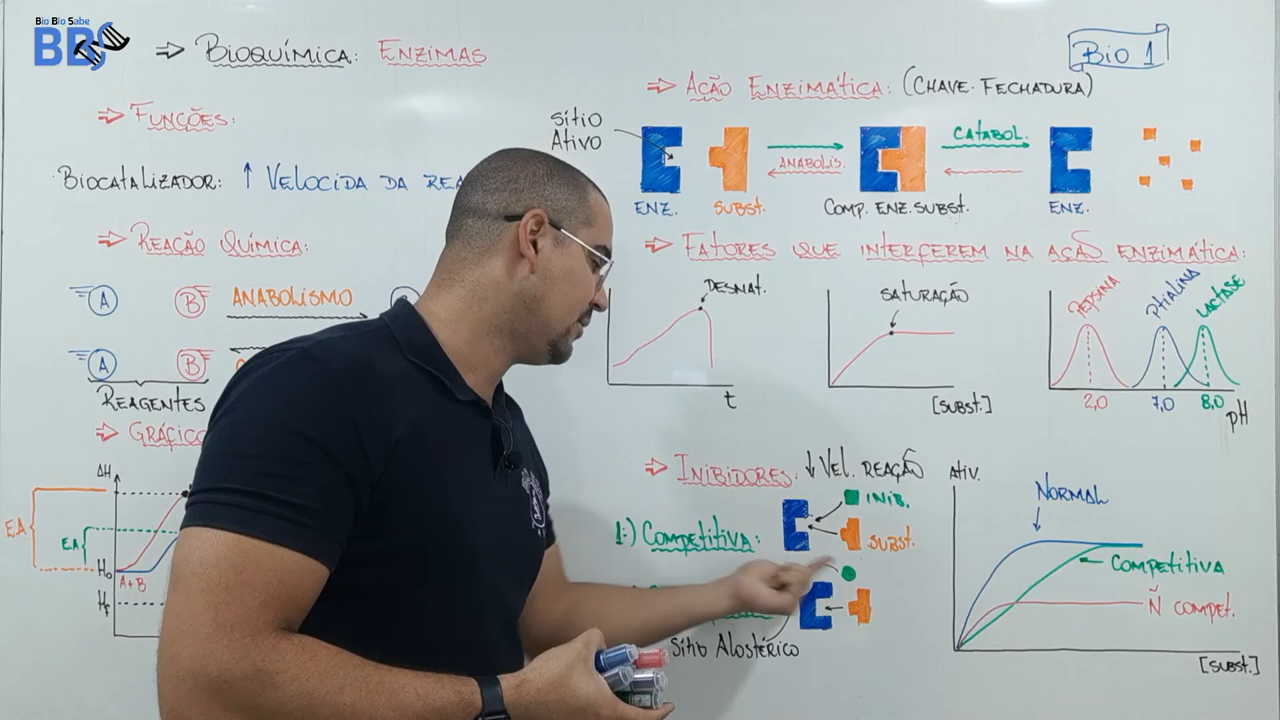 Bio Bio Sabe
BBS
⇒ BIOQUÍMICA: ENZIMAS
Bio 1
⇒ FUNÇÕES:
BIOCATALIZADOR: ↑ VELOCIDA DA REA
⇒ REAÇÃO QUÍMICA:
A B ANABOLISMO
A B
REAGENTES
⇒ GRÁFICO
ΔH
EA
EA
H₀
A+B
Hf
⇒ AÇÃO ENZIMÁTICA: (CHAVE-FECHADURA)
SÍTIO
ATIVO
CATABOL.
ANABOLIS.
ENZ. SUBST. COMP. ENZ. SUBST. ENZ.
⇒ FATORES QUE INTERFEREM NA AÇÃO ENZIMÁTICA:
DESNAT.
t
SATURAÇÃO
[SUBST.]
PEPSINA PTIALINA LACTASE
2,0 7,0 8,0
pH
⇒ INIBIDORES: ↓ VEL. REAÇÃO
INIB.
1-) COMPETITIVA:
SUBST.
SÍTIO ALOSTÉRICO
ATIV.
NORMAL
COMPETITIVA
Ñ COMPET.
[SUBST.]